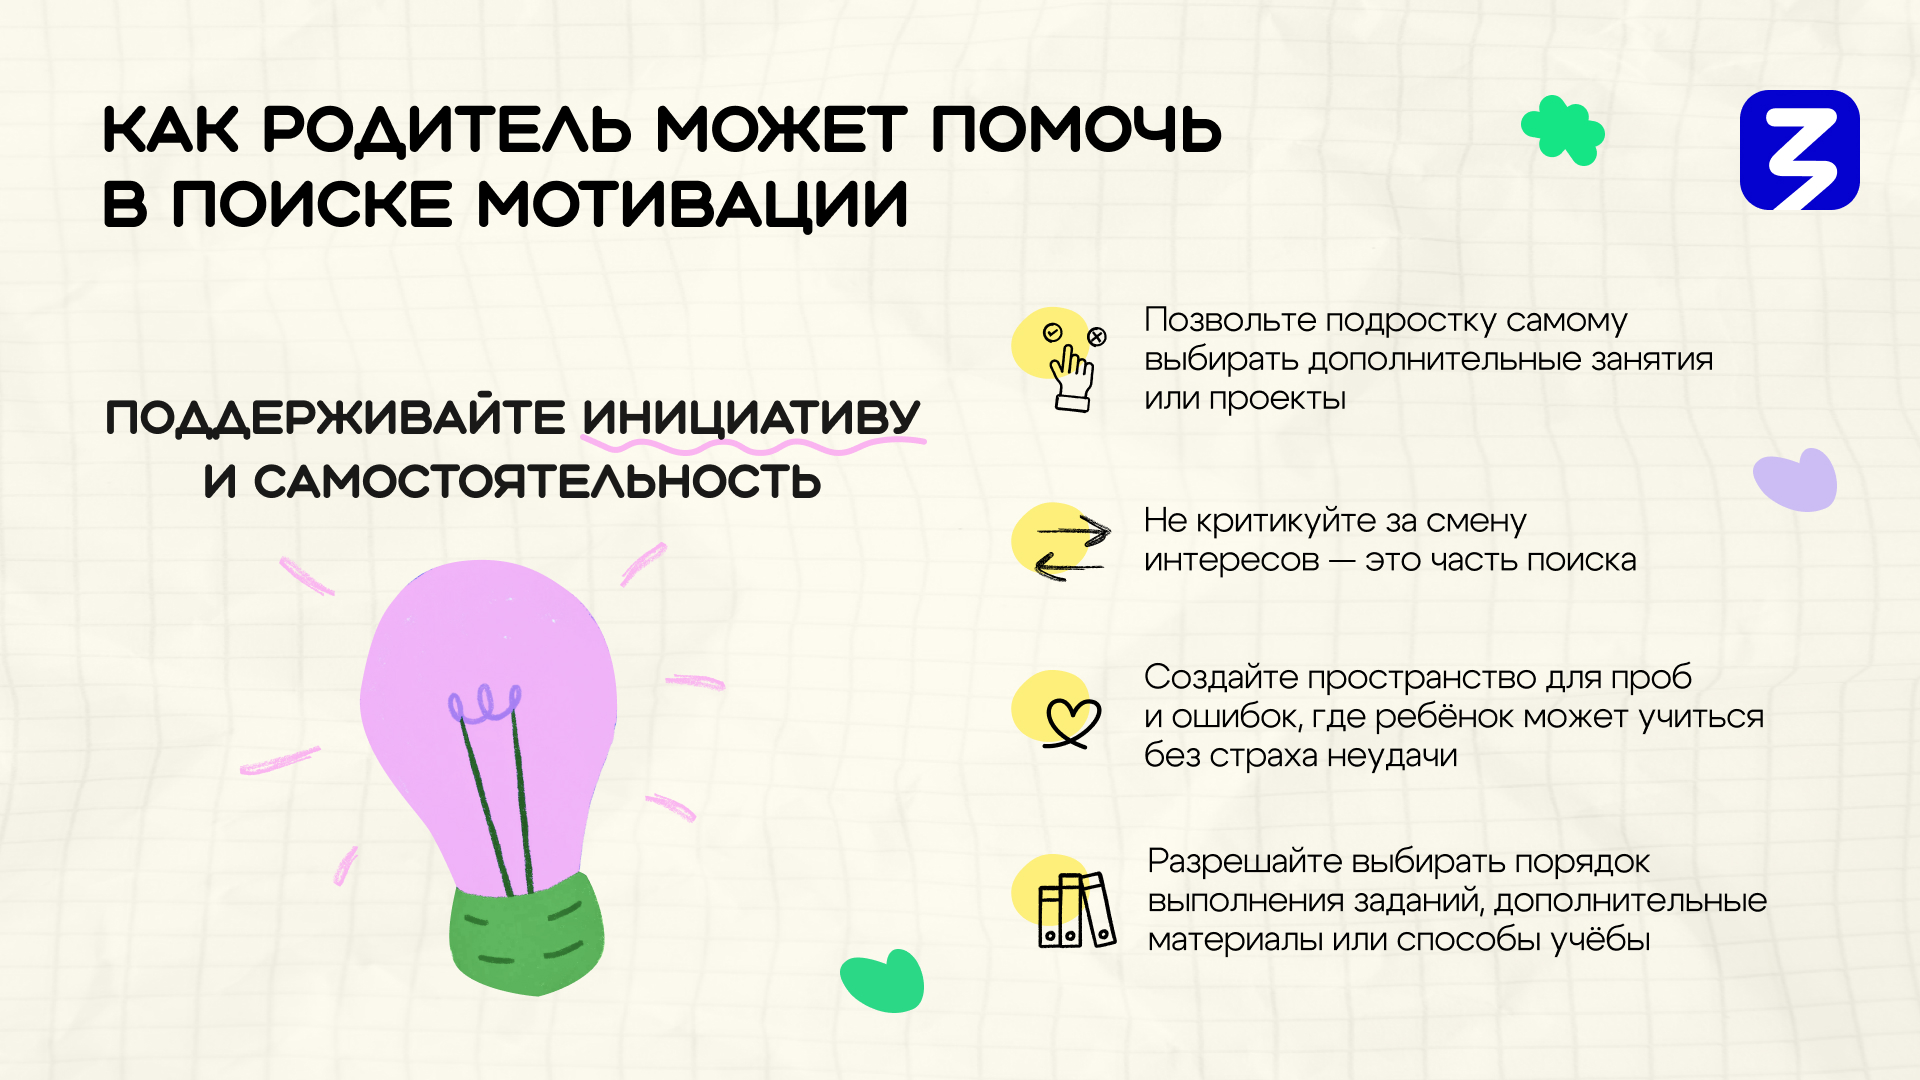 КАК РОДИТЕЛЬ МОЖЕТ ПОМОЧЬ
В ПОИСКЕ МОТИВАЦИИ
ПОДДЕРЖИВАЙТЕ ИНИЦИАТИВУ
И САМОСТОЯТЕЛЬНОСТЬ
Позвольте подростку самому
выбирать дополнительные занятия
или проекты
Не критикуйте за смену
интересов — это часть поиска
Создайте пространство для проб
и ошибок, где ребёнок может учиться
без страха неудачи
Разрешайте выбирать порядок
выполнения заданий, дополнительные
материалы или способы учёбы